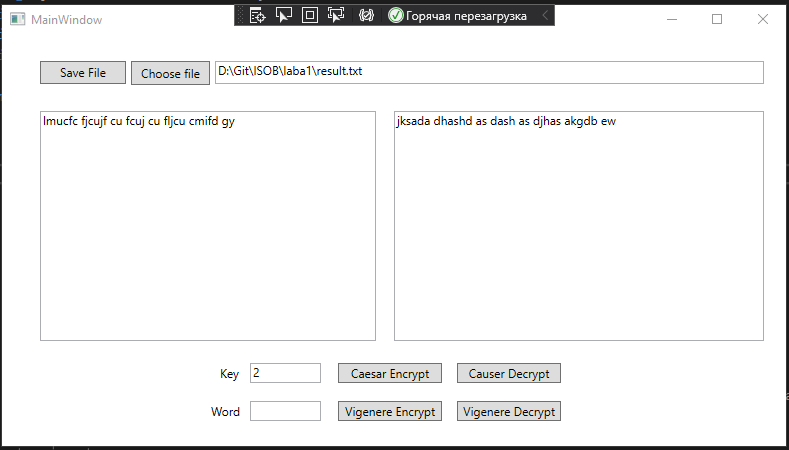 MainWindow
Горячая перезагрузка
Save File
Choose file
D:\Git\ISOB\laba1\result.txt
lmucfc fjcujf cu fcuj cu fljcu cmifd gy
jksada dhashd as dash as djhas akgdb ew
Key
2
Caesar Encrypt
Causer Decrypt
Word
Vigenere Encrypt
Vigenere Decrypt